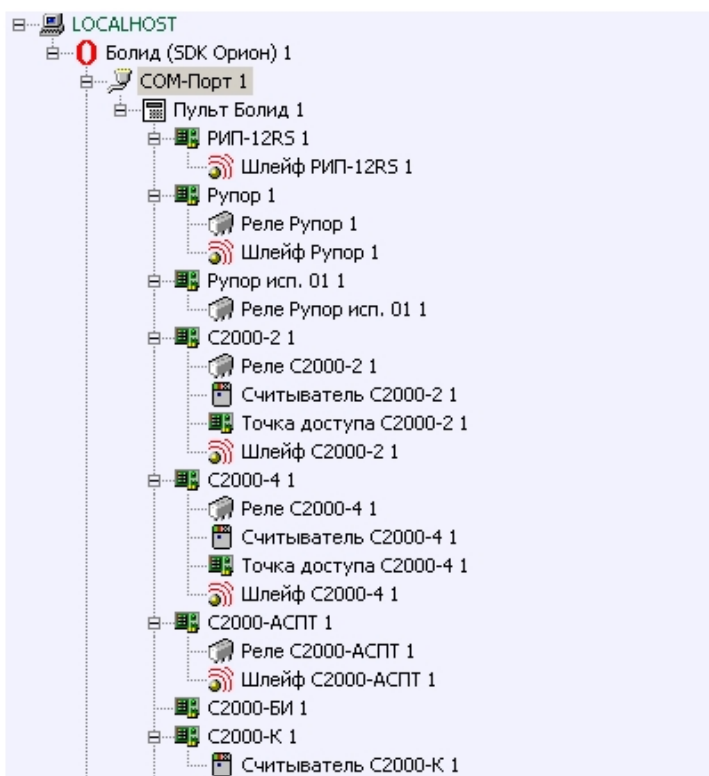 LOCALHOST
Болид (SDK Орион) 1
COM-Порт 1
Пульт Болид 1
РИП-12RS 1
Шлейф РИП-12RS 1
Рупор 1
Реле Рупор 1
Шлейф Рупор 1
Рупор исп. 01 1
Реле Рупор исп. 01 1
С2000-2 1
Реле С2000-2 1
Считыватель С2000-2 1
Точка доступа С2000-2 1
Шлейф С2000-2 1
С2000-4 1
Реле С2000-4 1
Считыватель С2000-4 1
Точка доступа С2000-4 1
Шлейф С2000-4 1
С2000-АСПТ 1
Реле С2000-АСПТ 1
Шлейф С2000-АСПТ 1
С2000-БИ 1
С2000-К 1
Считыватель С2000-К 1